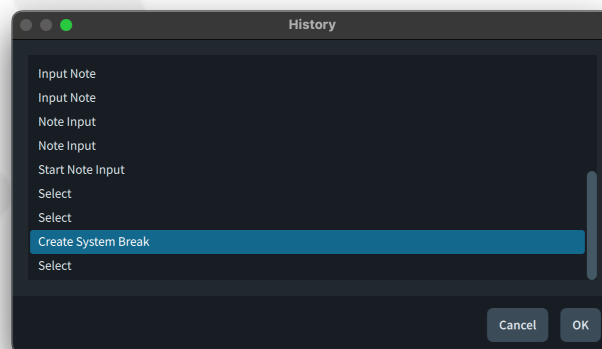 History
Input Note
Input Note
Note Input
Note Input
Start Note Input
Select
Select
Create System Break
Select
Cancel OK